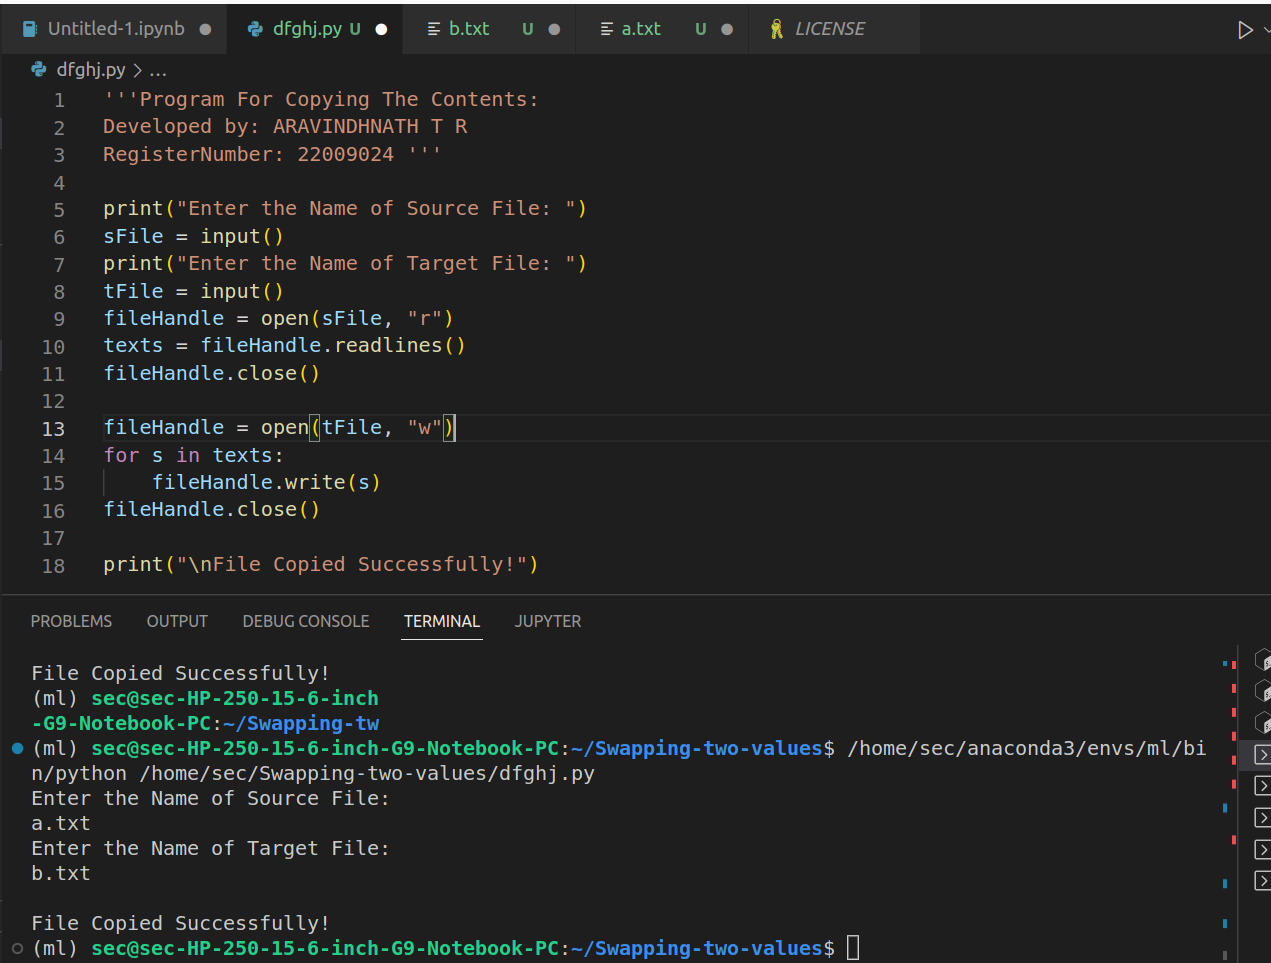 Untitled-1.ipynb
dfghj.py U
b.txt U
a.txt U
LICENSE
dfghj.py > ...
1 '''Program For Copying The Contents:
2 Developed by: ARAVINDHNATH T R
3 RegisterNumber: 22009024 '''
4
5 print("Enter the Name of Source File: ")
6 sFile = input()
7 print("Enter the Name of Target File: ")
8 tFile = input()
9 fileHandle = open(sFile, "r")
10 texts = fileHandle.readlines()
11 fileHandle.close()
12
13 fileHandle = open(tFile, "w")
14 for s in texts:
15     fileHandle.write(s)
16 fileHandle.close()
17
18 print("\nFile Copied Successfully!")
PROBLEMS OUTPUT DEBUG CONSOLE TERMINAL JUPYTER
File Copied Successfully!
(ml) sec@sec-HP-250-15-6-inch
-G9-Notebook-PC:~/Swapping-tw
(ml) sec@sec-HP-250-15-6-inch-G9-Notebook-PC:~/Swapping-two-values$ /home/sec/anaconda3/envs/ml/bi
n/python /home/sec/Swapping-two-values/dfghj.py
Enter the Name of Source File:
a.txt
Enter the Name of Target File:
b.txt
File Copied Successfully!
(ml) sec@sec-HP-250-15-6-inch-G9-Notebook-PC:~/Swapping-two-values$